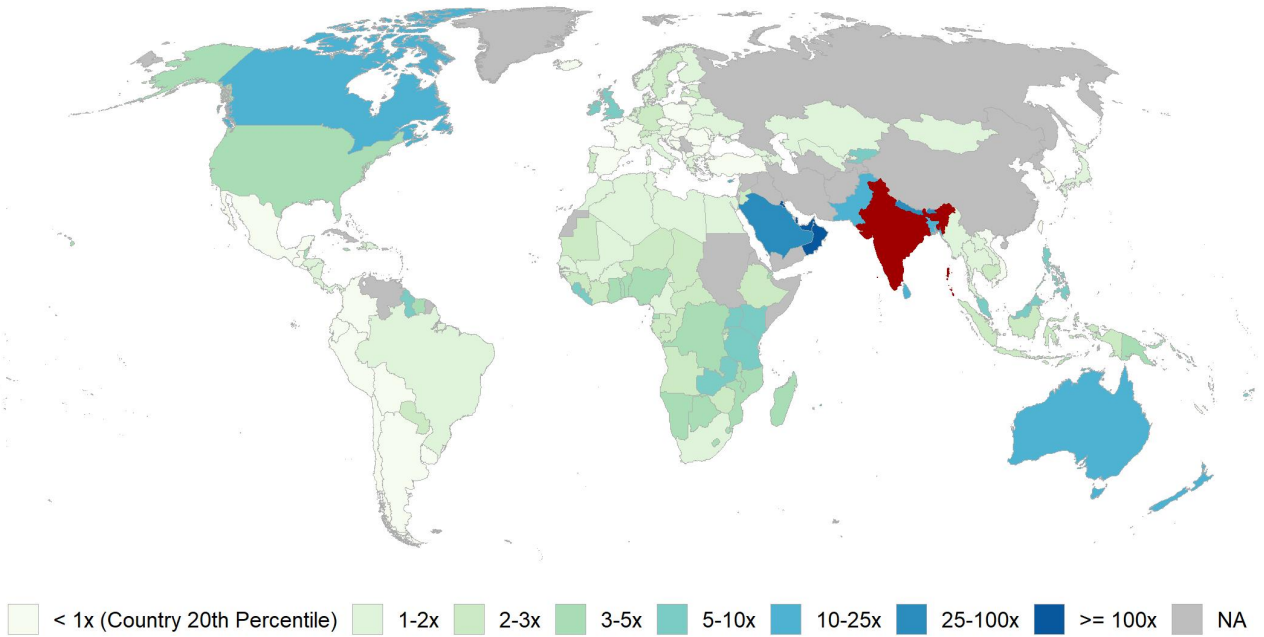 < 1x (Country 20th Percentile) 1-2x 2-3x 3-5x 5-10x 10-25x 25-100x >= 100x NA